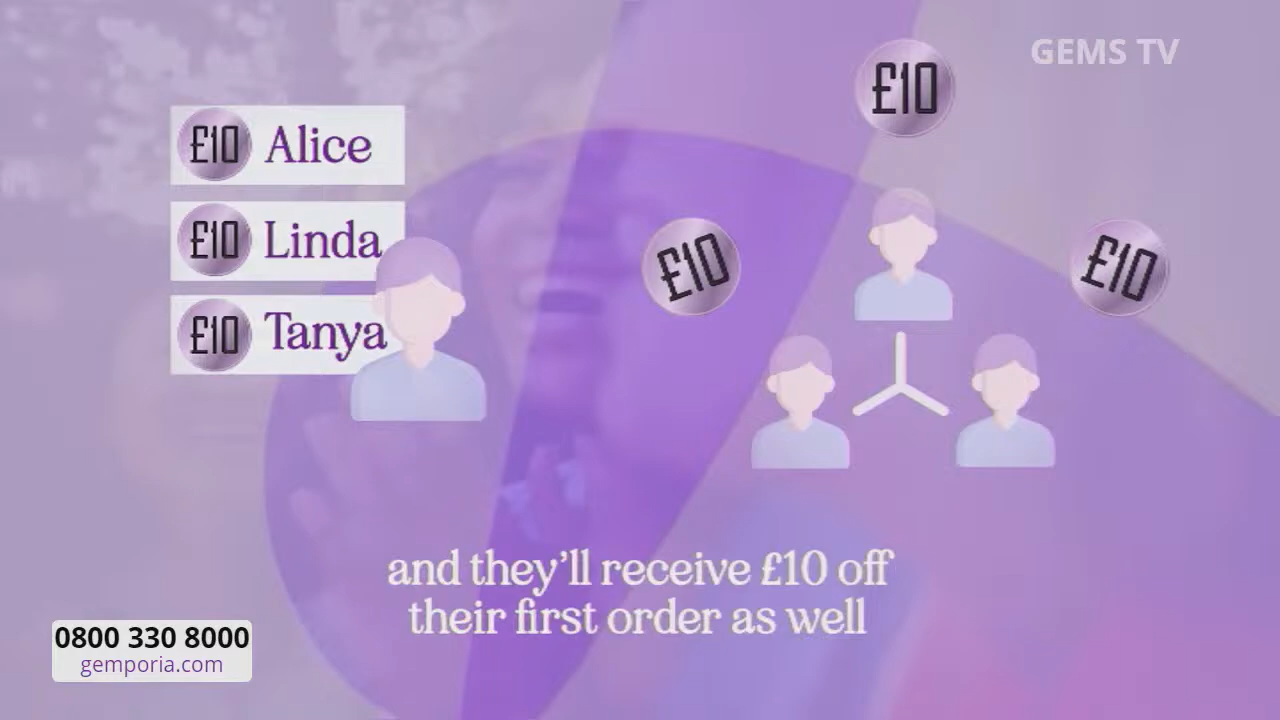 GEMS TV
£10
£10 Alice
£10 Linda
£10 Tanya
£10
£10
and they'll receive £10 off
their first order as well
0800 330 8000
gemporia.com